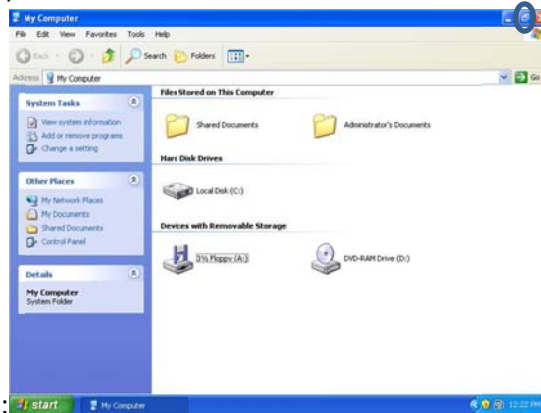 My Computer
File Edit View Favorites Tools Help
Back Search Folders
Address My Computer Go
System Tasks
View system information
Add or remove programs
Change a setting
Other Places
My Network Places
My Documents
Shared Documents
Control Panel
Details
My Computer
System Folder
Files Stored on This Computer
Shared Documents Administrator's Documents
Hard Disk Drives
Local Disk (C:)
Devices with Removable Storage
3½ Floppy (A:) DVD-RAM Drive (D:)
: start My Computer 12:22 PM